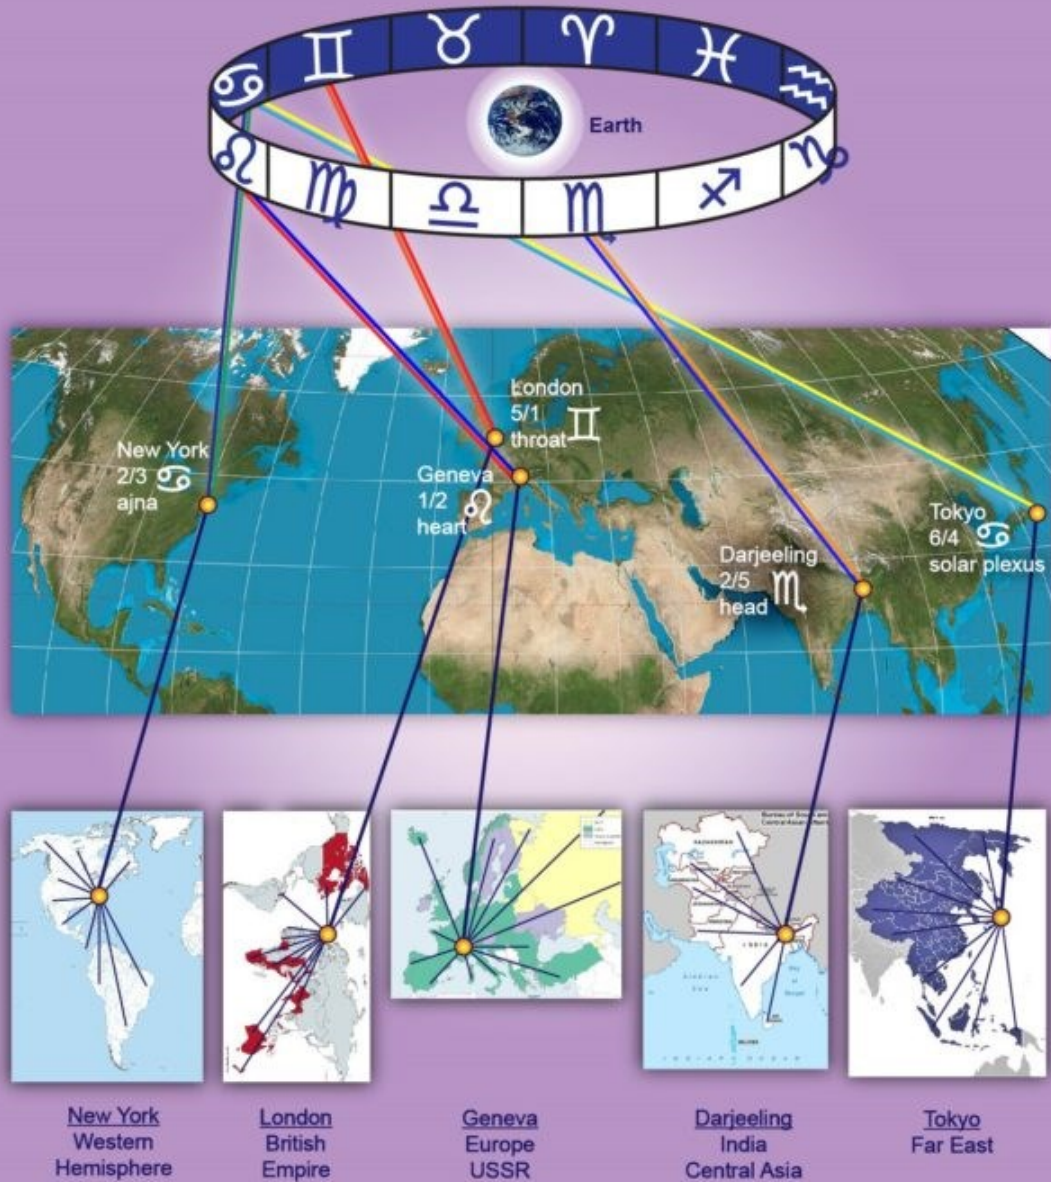 Earth
London
5/1
throat ♊
New York
2/3 ♋
ajna
Geneva
1/2 ♌
heart
Tokyo
6/4 ♋
solar plexus
Darjeeling
2/5 ♏
head
KAZAKHSTAN
INDIA
New York
Western
Hemisphere
London
British
Empire
Geneva
Europe
USSR
Darjeeling
India
Central Asia
Tokyo
Far East